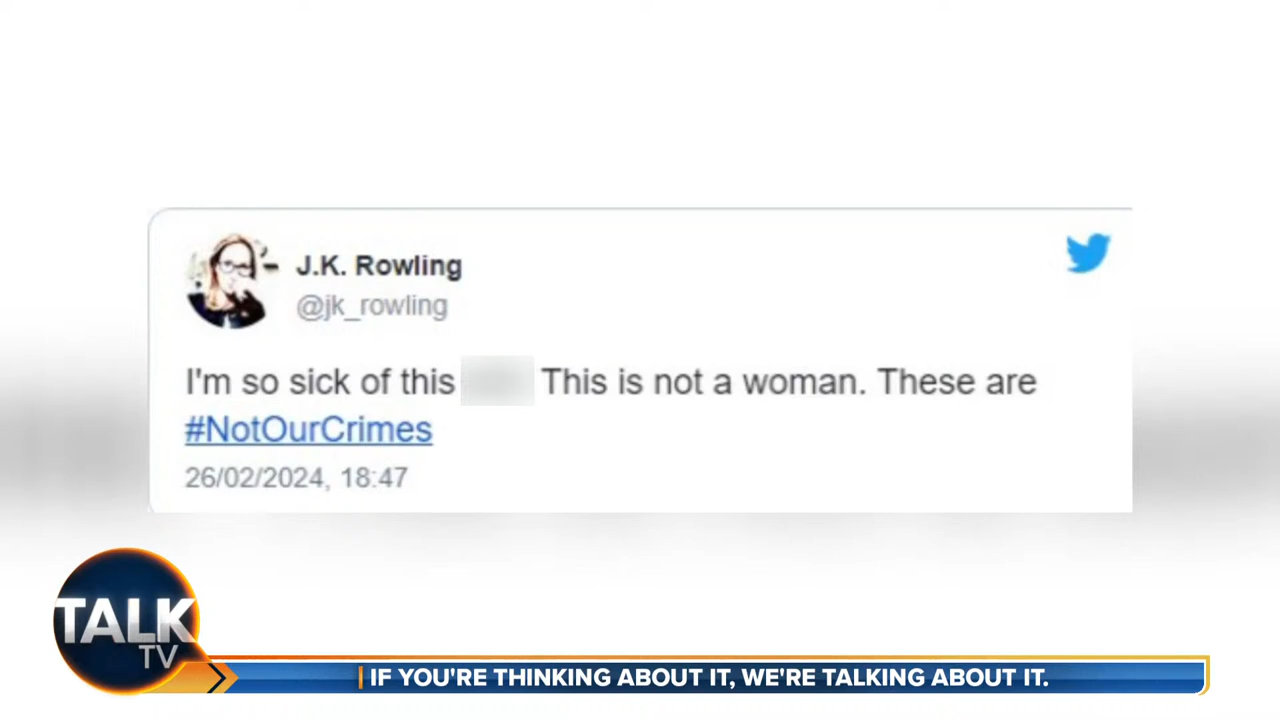 J.K. Rowling
@jk_rowling
I'm so sick of this This is not a woman. These are
#NotOurCrimes
26/02/2024, 18:47
TALK
TV
IF YOU'RE THINKING ABOUT IT, WE'RE TALKING ABOUT IT.